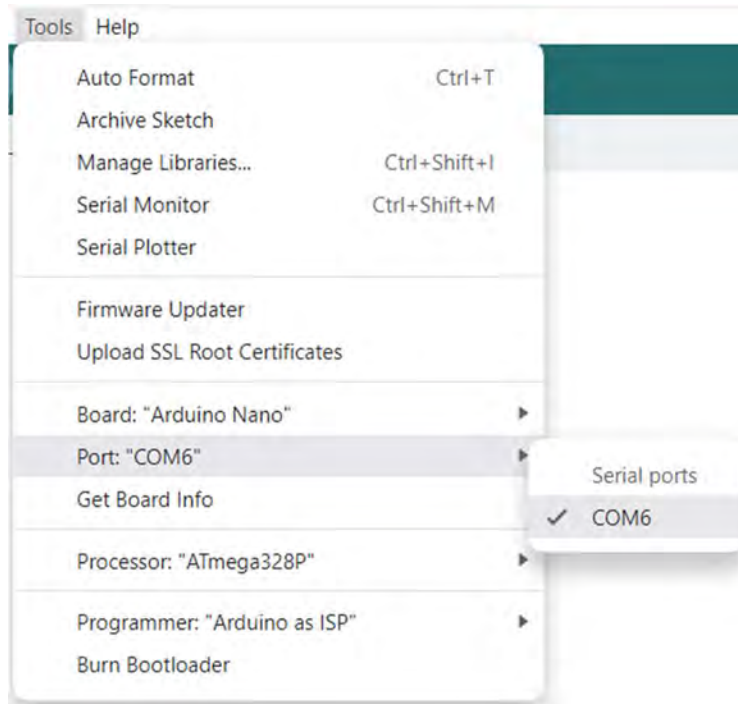 Tools Help
Auto Format Ctrl+T
Archive Sketch
Manage Libraries... Ctrl+Shift+I
Serial Monitor Ctrl+Shift+M
Serial Plotter
Firmware Updater
Upload SSL Root Certificates
Board: "Arduino Nano"
Port: "COM6"
Serial ports
Get Board Info
COM6
Processor: "ATmega328P"
Programmer: "Arduino as ISP"
Burn Bootloader